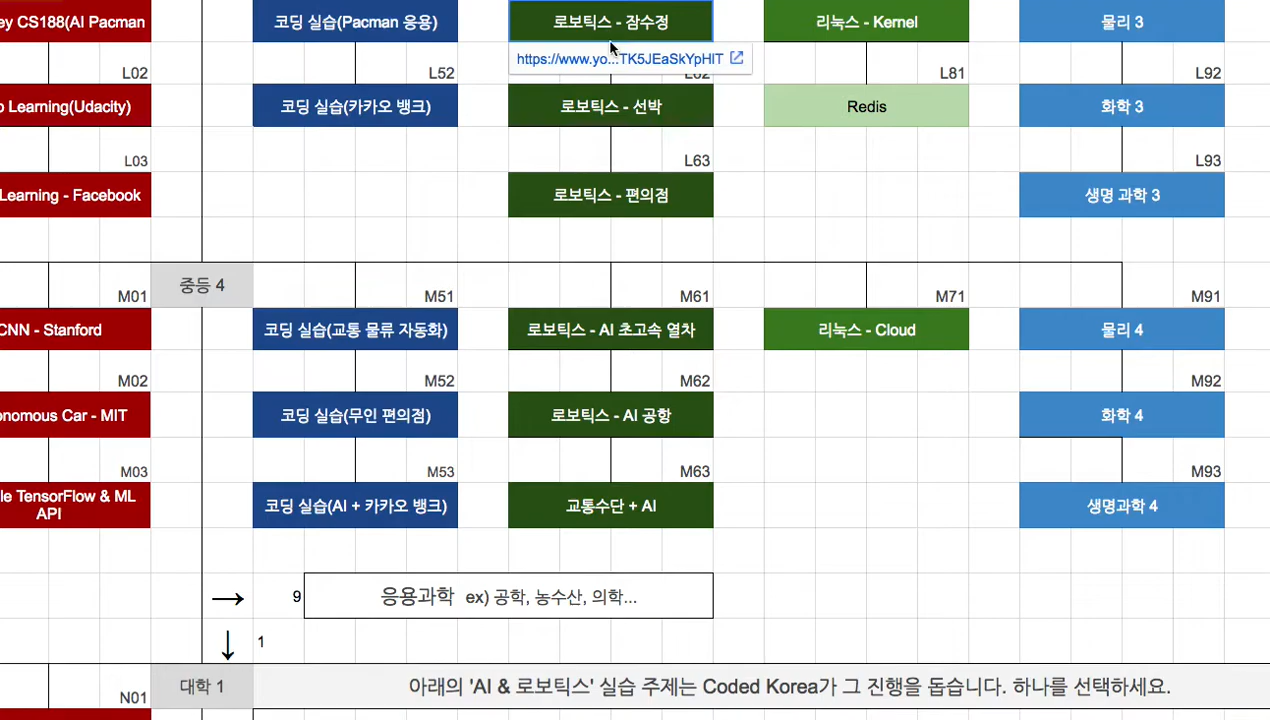 ey CS188(AI Pacman 코딩 실습(Pacman 응용) 로보틱스 - 잠수정 리눅스 - Kernel 물리 3
https://www.yo...:TK5JEaSkYpHIT
L02 L52 L62 L81 L92
p Learning(Udacity) 코딩 실습(카카오 뱅크) 로보틱스 - 선박 Redis 화학 3
L03 L63 L93
Learning - Facebook 로보틱스 - 편의점 생명 과학 3
중등 4
M01 M51 M61 M71 M91
CNN - Stanford 코딩 실습(교통 물류 자동화) 로보틱스 - AI 초고속 열차 리눅스 - Cloud 물리 4
M02 M52 M62 M92
onomous Car - MIT 코딩 실습(무인 편의점) 로보틱스 - AI 공항 화학 4
M03 M53 M63 M93
le TensorFlow & ML
API 코딩 실습(AI + 카카오 뱅크) 교통수단 + AI 생명과학 4
→ 9 응용과학 ex) 공학, 농수산, 의학...
↓ 1
N01 대학 1 아래의 'AI & 로보틱스' 실습 주제는 Coded Korea가 그 진행을 돕습니다. 하나를 선택하세요.